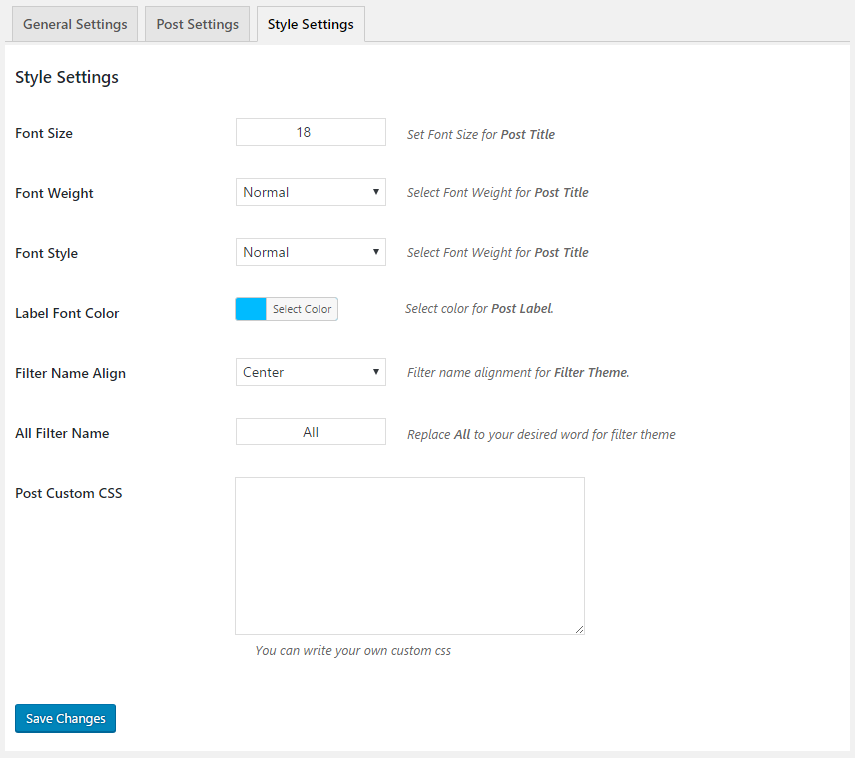 General Settings Post Settings Style Settings
Style Settings
Font Size 18 Set Font Size for Post Title
Font Weight Normal Select Font Weight for Post Title
Font Style Normal Select Font Weight for Post Title
Label Font Color Select Color Select color for Post Label.
Filter Name Align Center Filter name alignment for Filter Theme.
All Filter Name All Replace All to your desired word for filter theme
Post Custom CSS
You can write your own custom css
Save Changes